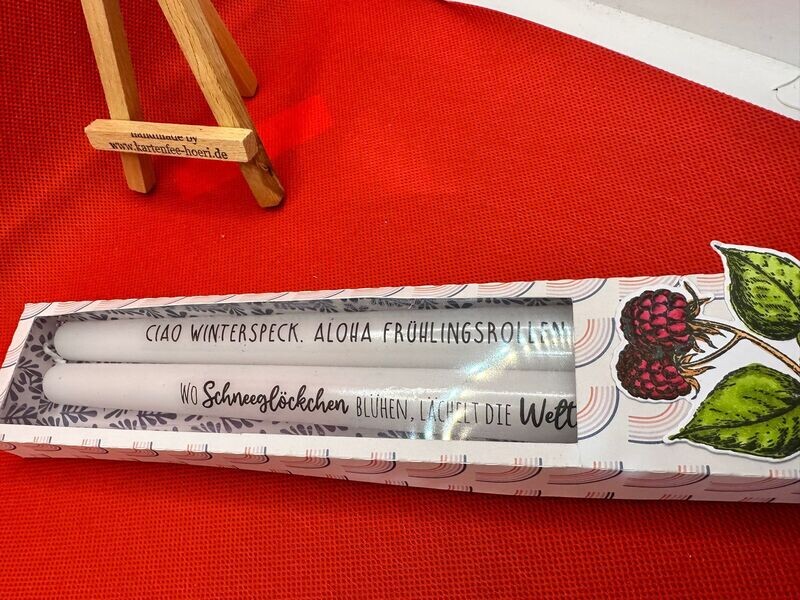 handmade by
www.kartenfee-hoeri.de
CIAO WINTERSPECK. ALOHA FRÜHLINGSROLLEN
WO Schneeglöckchen BLÜHEN, LÄCHELT DIE Welt